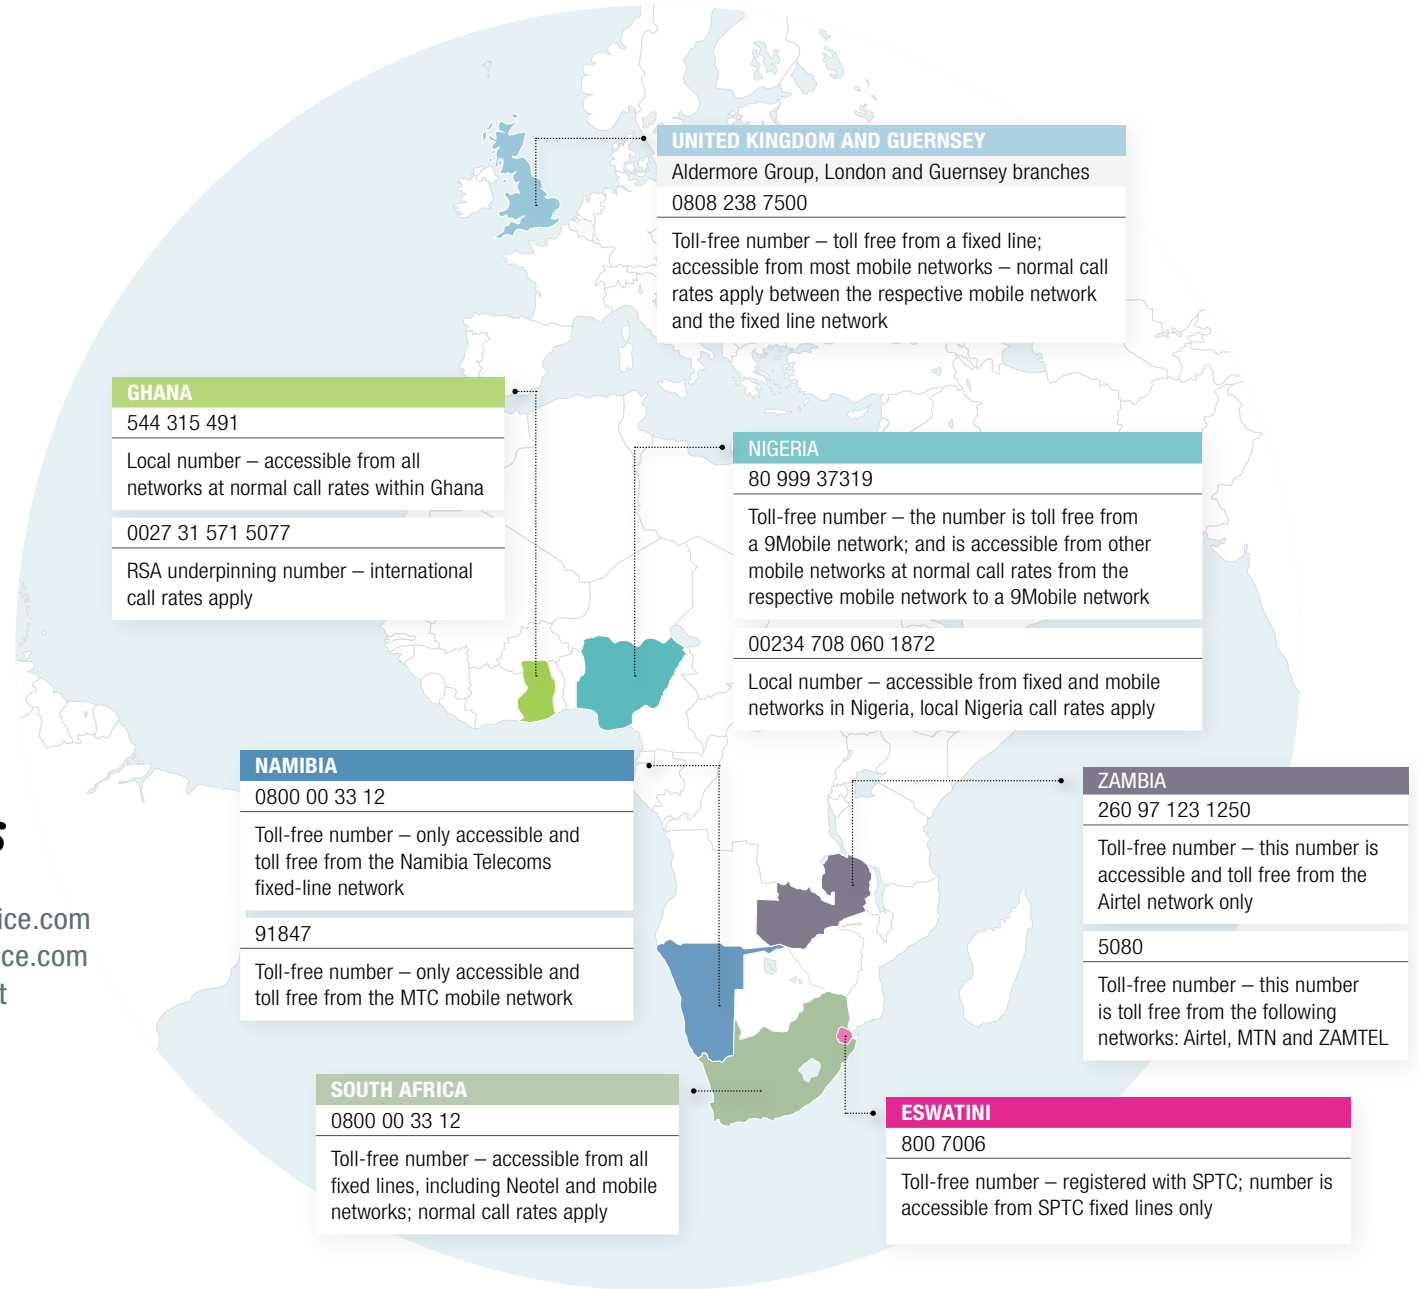 UNITED KINGDOM AND GUERNSEY
Aldermore Group, London and Guernsey branches
0808 238 7500
Toll-free number – toll free from a fixed line;
accessible from most mobile networks – normal call
rates apply between the respective mobile network
and the fixed line network
GHANA
544 315 491
Local number – accessible from all
networks at normal call rates within Ghana
0027 31 571 5077
RSA underpinning number – international
call rates apply
NIGERIA
80 999 37319
Toll-free number – the number is toll free from
a 9Mobile network; and is accessible from other
mobile networks at normal call rates from the
respective mobile network to a 9Mobile network
00234 708 060 1872
Local number – accessible from fixed and mobile
networks in Nigeria, local Nigeria call rates apply
NAMIBIA
0800 00 33 12
Toll-free number – only accessible and
toll free from the Namibia Telecoms
fixed-line network
91847
Toll-free number – only accessible and
toll free from the MTC mobile network
ZAMBIA
260 97 123 1250
Toll-free number – this number is
accessible and toll free from the
Airtel network only
5080
Toll-free number – this number
is toll free from the following
networks: Airtel, MTN and ZAMTEL
s
ice.com
ce.com
t
SOUTH AFRICA
0800 00 33 12
Toll-free number – accessible from all
fixed lines, including Neotel and mobile
networks; normal call rates apply
ESWATINI
800 7006
Toll-free number – registered with SPTC; number is
accessible from SPTC fixed lines only